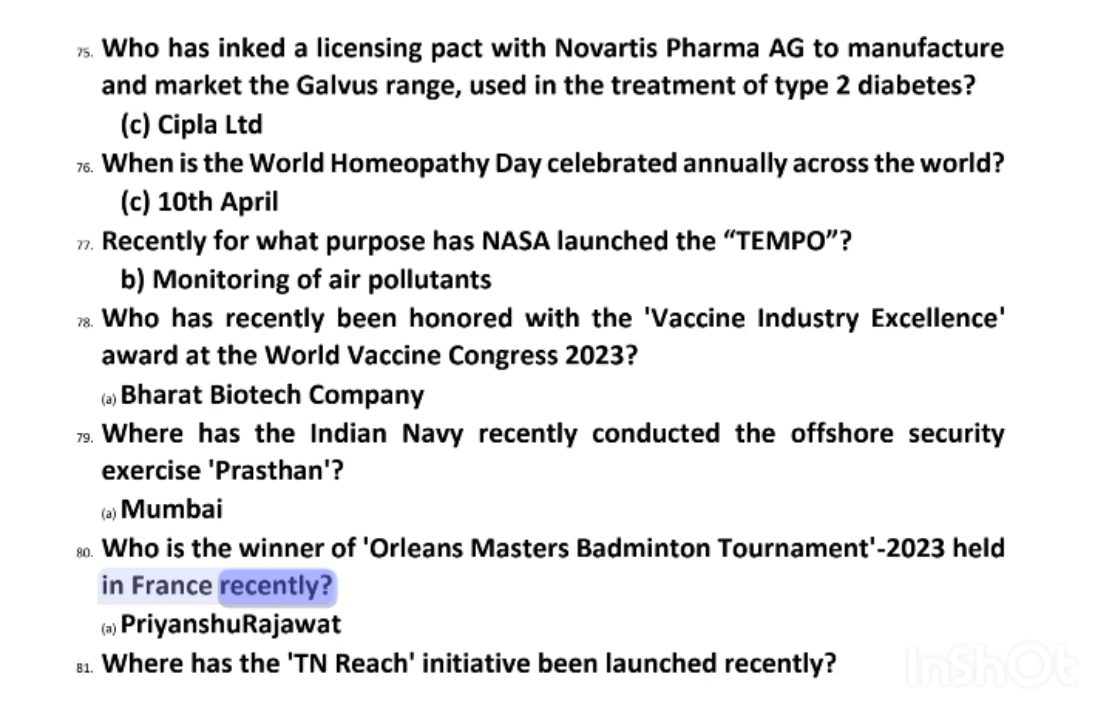 75. Who has inked a licensing pact with Novartis Pharma AG to manufacture
and market the Galvus range, used in the treatment of type 2 diabetes?
(c) Cipla Ltd
76. When is the World Homeopathy Day celebrated annually across the world?
(c) 10th April
77. Recently for what purpose has NASA launched the “TEMPO”?
b) Monitoring of air pollutants
78. Who has recently been honored with the 'Vaccine Industry Excellence'
award at the World Vaccine Congress 2023?
(a) Bharat Biotech Company
79. Where has the Indian Navy recently conducted the offshore security
exercise 'Prasthan'?
(a) Mumbai
80. Who is the winner of 'Orleans Masters Badminton Tournament'-2023 held
in France recently?
(a) PriyanshuRajawat
81. Where has the 'TN Reach' initiative been launched recently?
InShOt